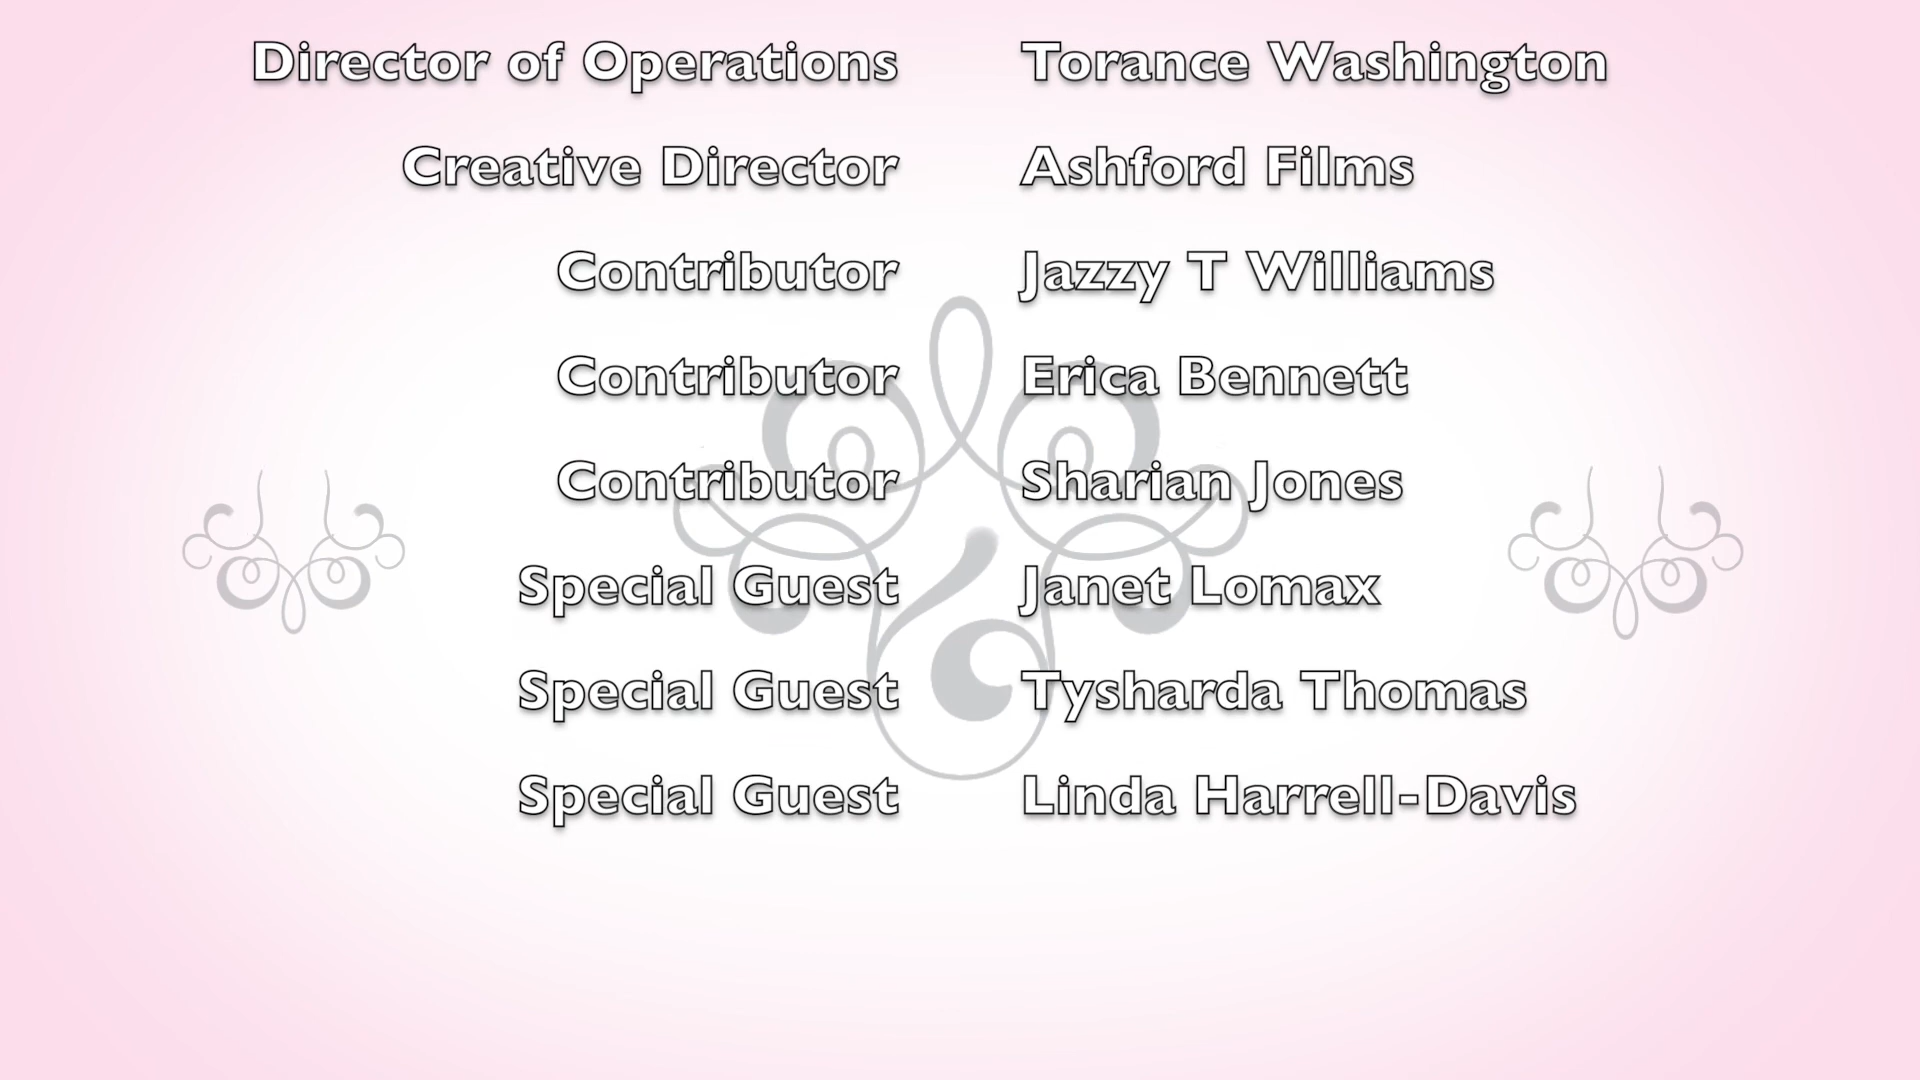 Director of Operations Torance Washington
Creative Director Ashford Films
Contributor Jazzy T Williams
Contributor Erica Bennett
Contributor Sharian Jones
Special Guest Janet Lomax
Special Guest Tysharda Thomas
Special Guest Linda Harrell-Davis